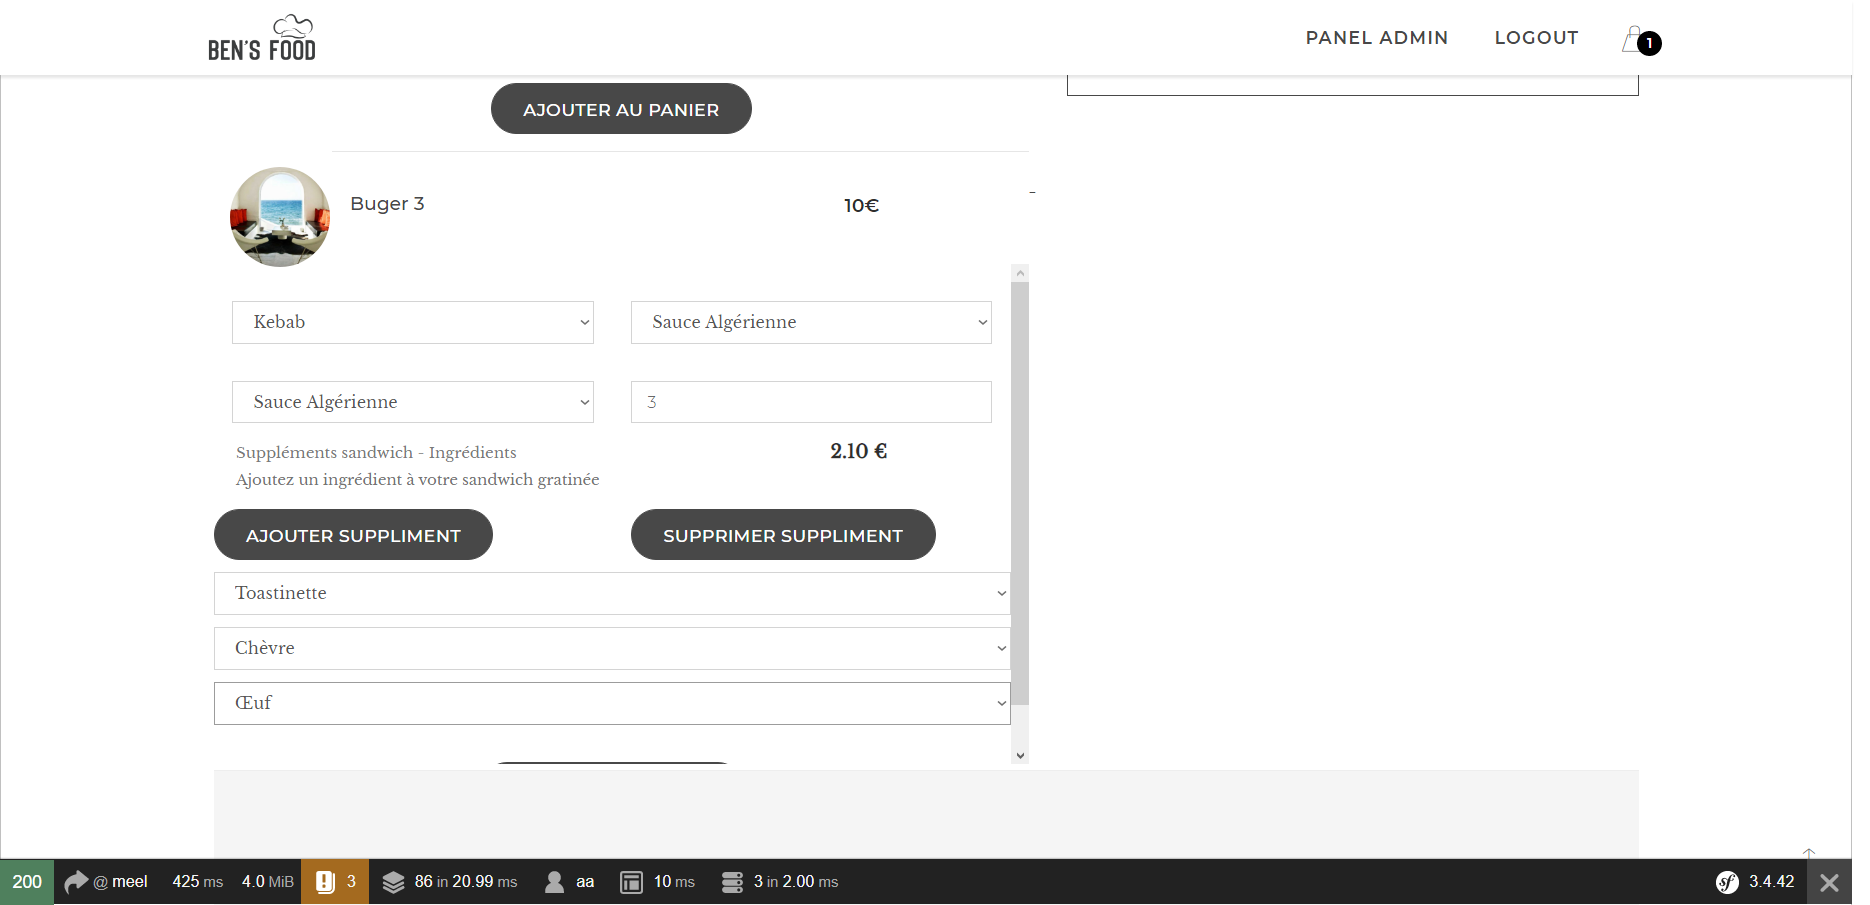 BEN'S FOOD
PANEL ADMIN
LOGOUT
1
AJOUTER AU PANIER
Buger 3
10€
-
Kebab
Sauce Algérienne
Sauce Algérienne
3
Suppléments sandwich - Ingrédients
2.10 €
Ajoutez un ingrédient à votre sandwich gratinée
AJOUTER SUPPLIMENT
SUPPRIMER SUPPLIMENT
Toastinette
Chèvre
Œuf
200
@ meel
425 ms
4.0 MiB
3
86 in 20.99 ms
aa
10 ms
3 in 2.00 ms
sf
3.4.42